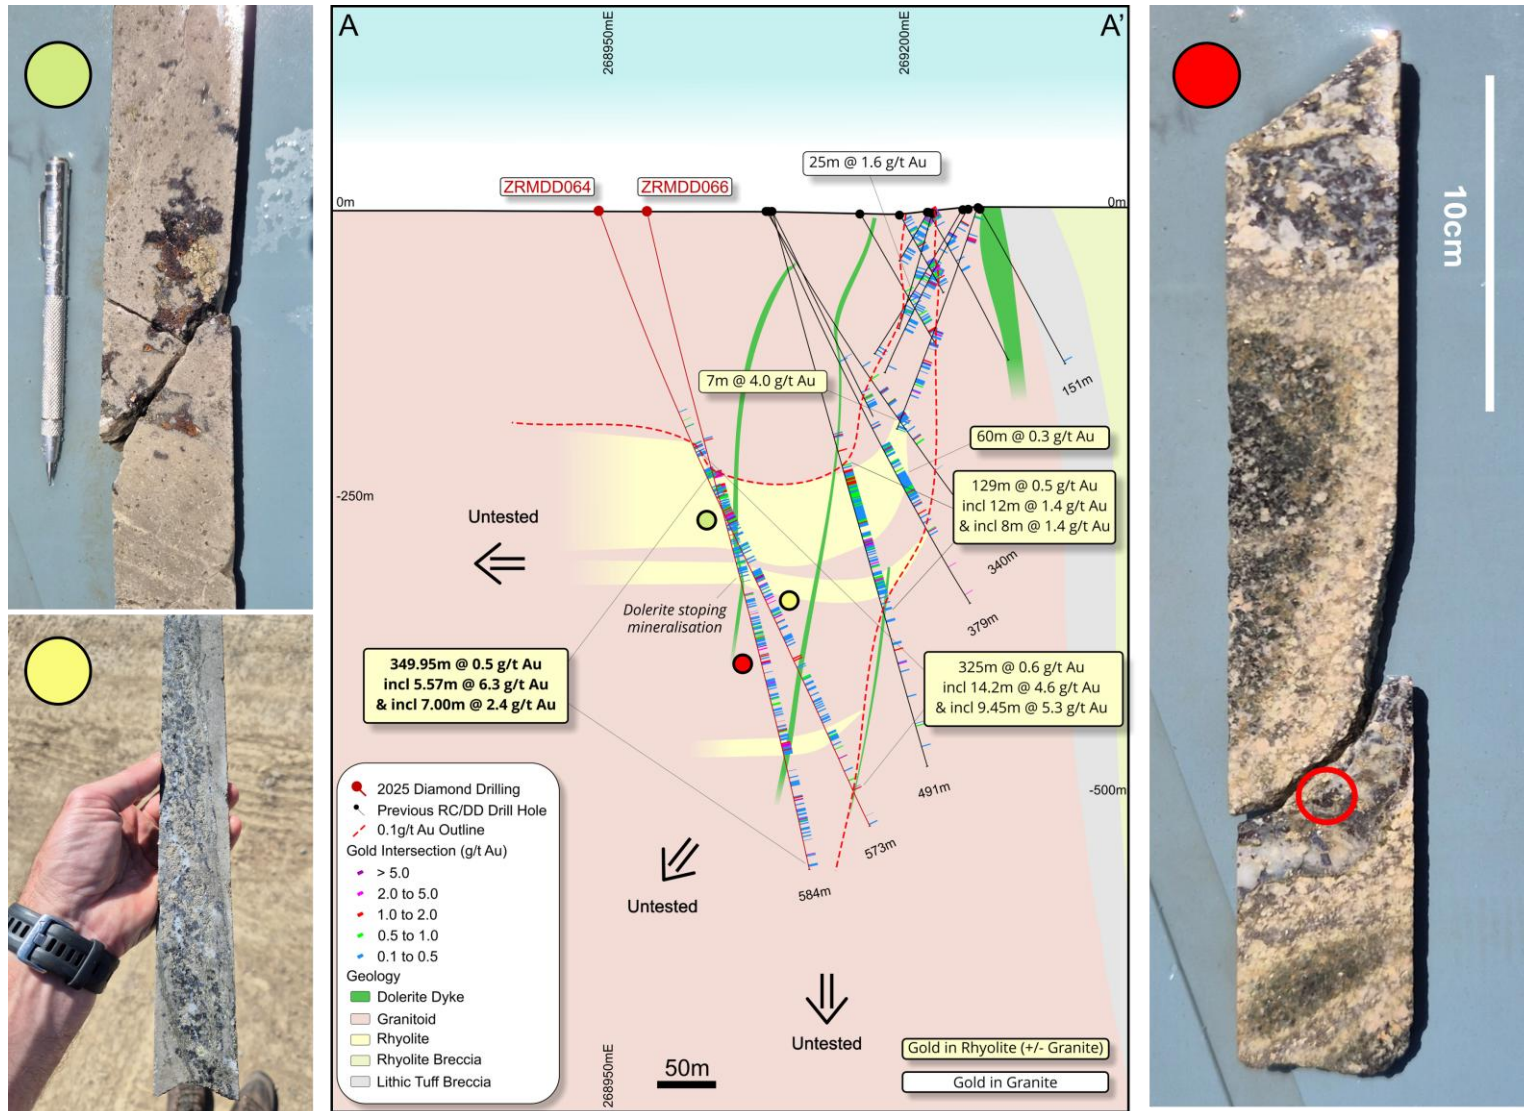 A
A'
268950mE
269200mE
25m @ 1.6 g/t Au
ZRMDD064
ZRMDD066
0m
0m
10cm
151m
7m @ 4.0 g/t Au
60m @ 0.3 g/t Au
-250m
129m @ 0.5 g/t Au
incl 12m @ 1.4 g/t Au
& incl 8m @ 1.4 g/t Au
Untested
340m
379m
Dolerite stoping
mineralisation
349.95m @ 0.5 g/t Au
incl 5.57m @ 6.3 g/t Au
& incl 7.00m @ 2.4 g/t Au
325m @ 0.6 g/t Au
incl 14.2m @ 4.6 g/t Au
& incl 9.45m @ 5.3 g/t Au
491m
-500m
573m
584m
Untested
Untested
2025 Diamond Drilling
Previous RC/DD Drill Hole
0.1g/t Au Outline
Gold Intersection (g/t Au)
> 5.0
2.0 to 5.0
1.0 to 2.0
0.5 to 1.0
0.1 to 0.5
Geology
Dolerite Dyke
Granitoid
Rhyolite
Rhyolite Breccia
Lithic Tuff Breccia
268950mE
50m
Gold in Rhyolite (+/- Granite)
Gold in Granite